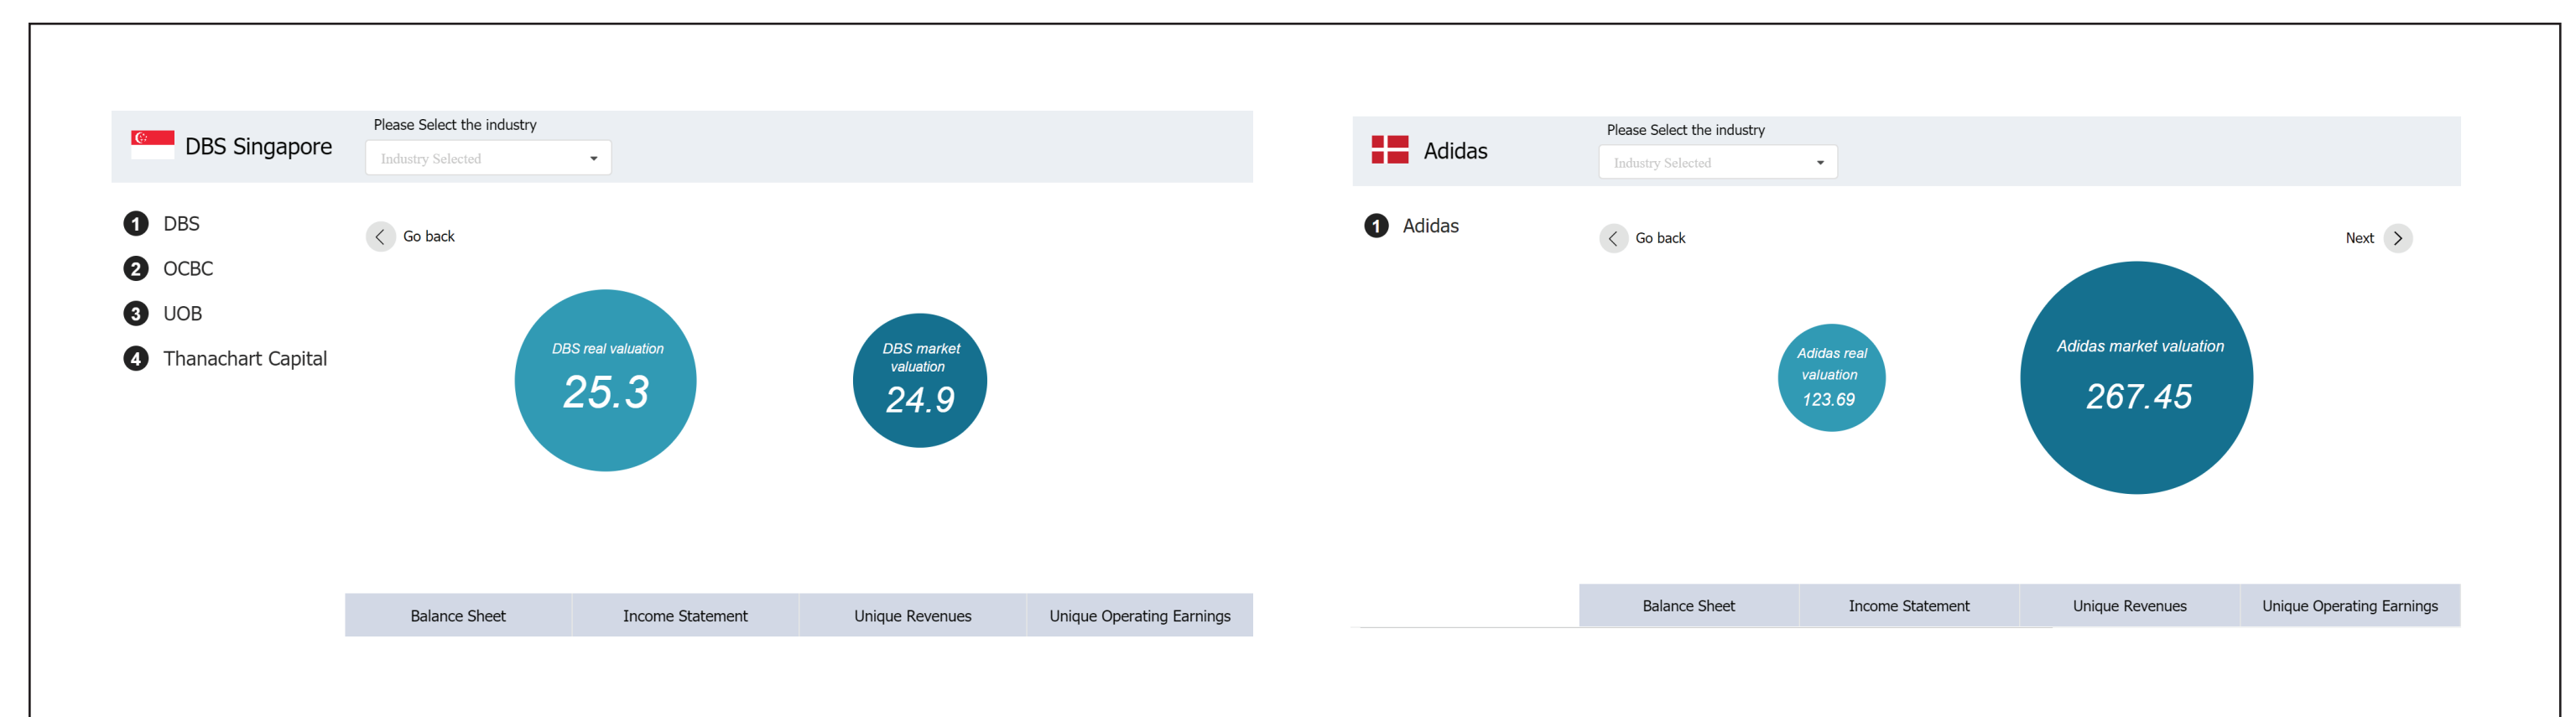 DBS Singapore
Please Select the industry
Industry Selected
1 DBS
2 OCBC
3 UOB
4 Thanachart Capital
Go back
DBS real valuation
25.3
DBS market
valuation
24.9
Balance Sheet
Income Statement
Unique Revenues
Unique Operating Earnings
Adidas
Please Select the industry
Industry Selected
1 Adidas
Go back
Next
Adidas real
valuation
123.69
Adidas market valuation
267.45
Balance Sheet
Income Statement
Unique Revenues
Unique Operating Earnings